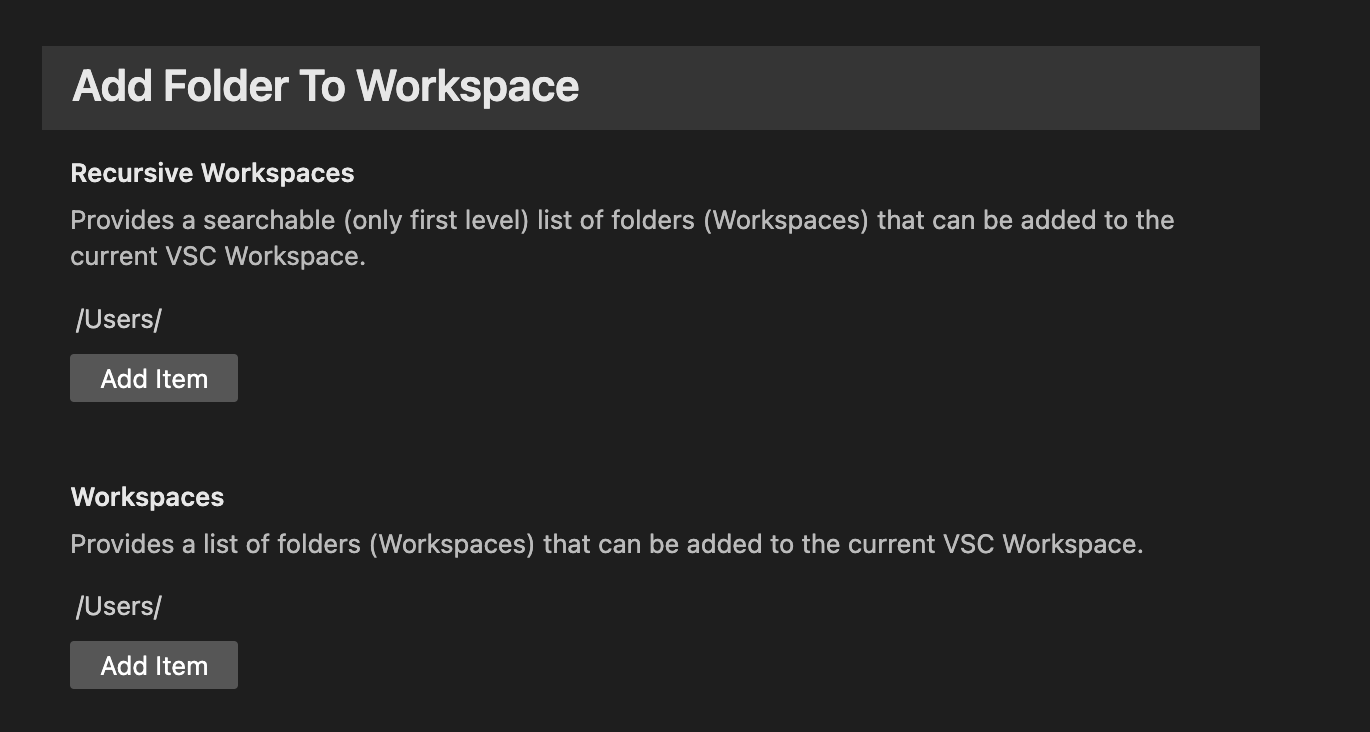 Add Folder To Workspace
Recursive Workspaces
Provides a searchable (only first level) list of folders (Workspaces) that can be added to the
current VSC Workspace.
/Users/
Add Item
Workspaces
Provides a list of folders (Workspaces) that can be added to the current VSC Workspace.
/Users/
Add Item